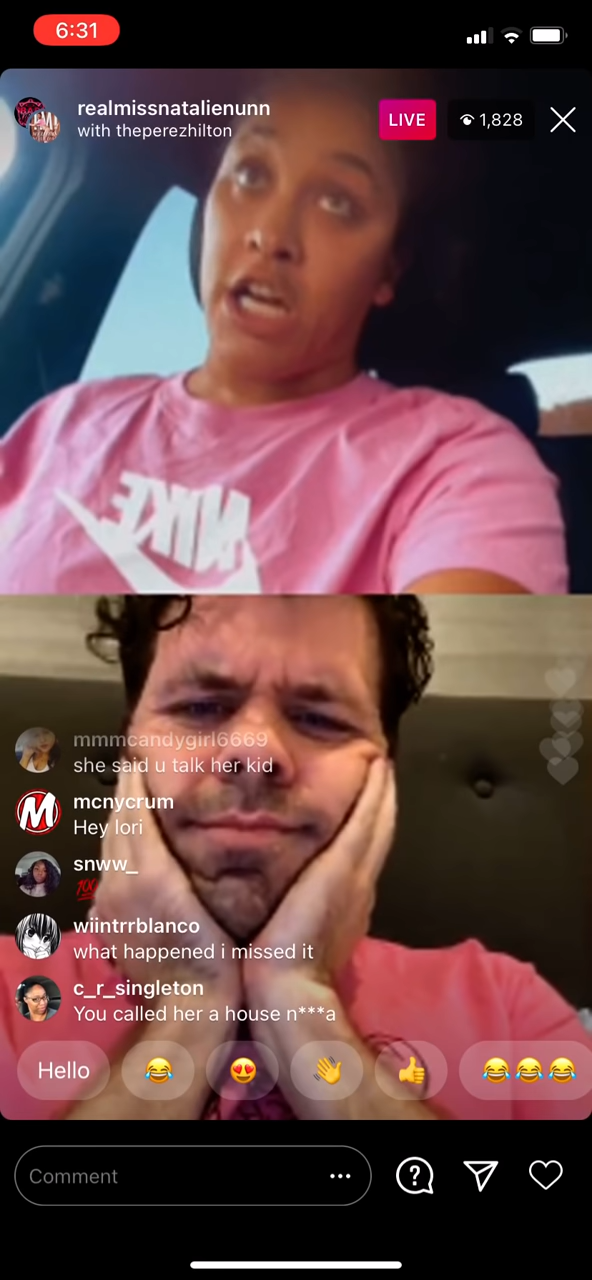 6:31
realmissnatalienunn
with theperezhilton
LIVE
1,828
NIKE
mmmcandygirl6669
she said u talk her kid
M
mcnycrum
Hey lori
snww_
💯
wiintrrblanco
what happened i missed it
c_r_singleton
You called her a house n***a
Hello 😂 😍 👋 👍 😂😂😂
Comment